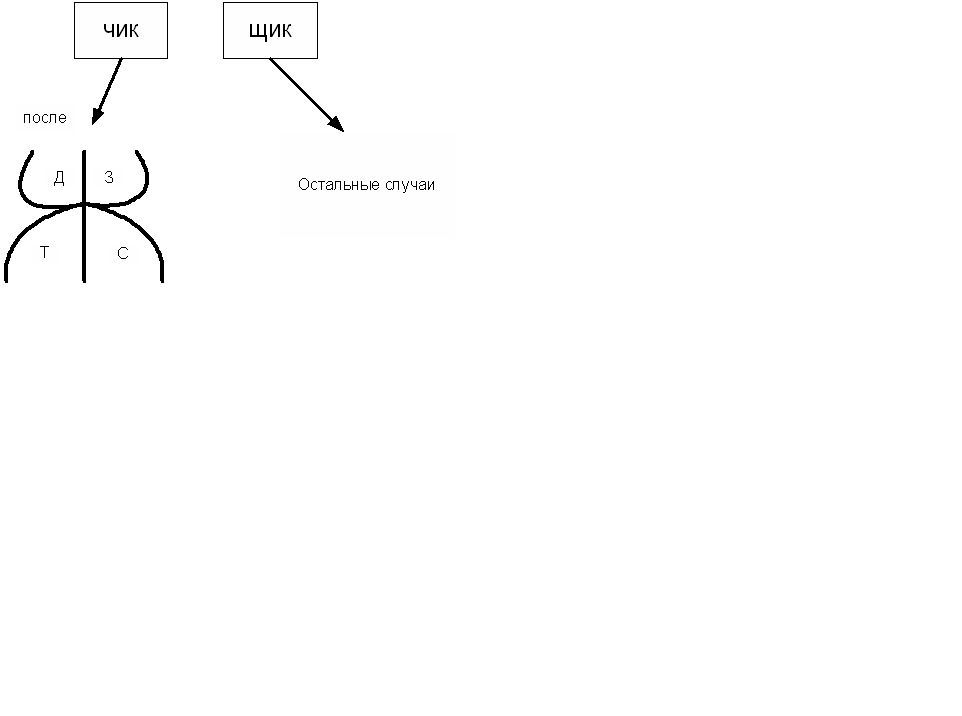 чик
щик
после
Д
З
Т
С
Остальные случаи